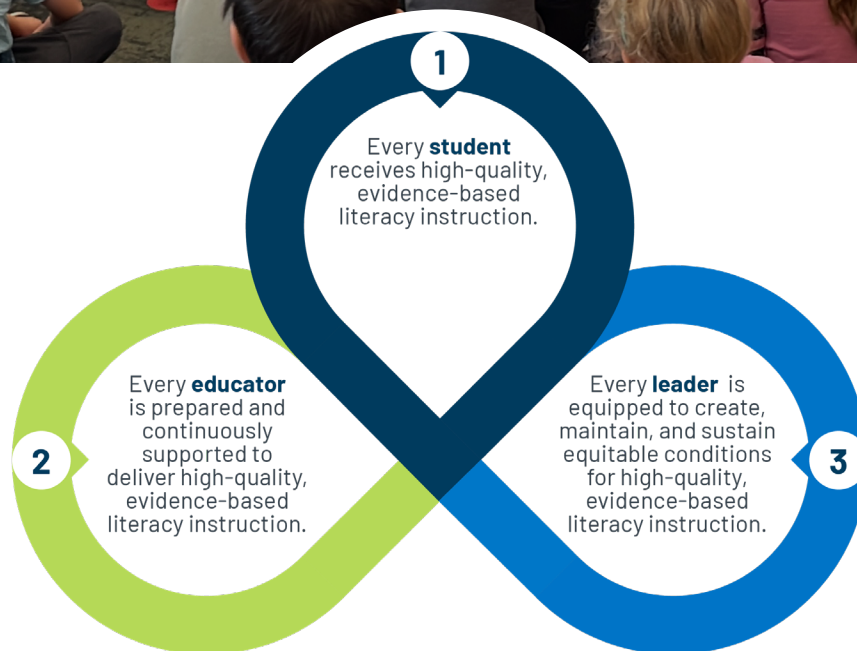 1
Every student
receives high-quality,
evidence-based
literacy instruction.
2
Every educator
is prepared and
continuously
supported to
deliver high-quality,
evidence-based
literacy instruction.
3
Every leader is
equipped to create,
maintain, and sustain
equitable conditions
for high-quality,
evidence-based
literacy instruction.